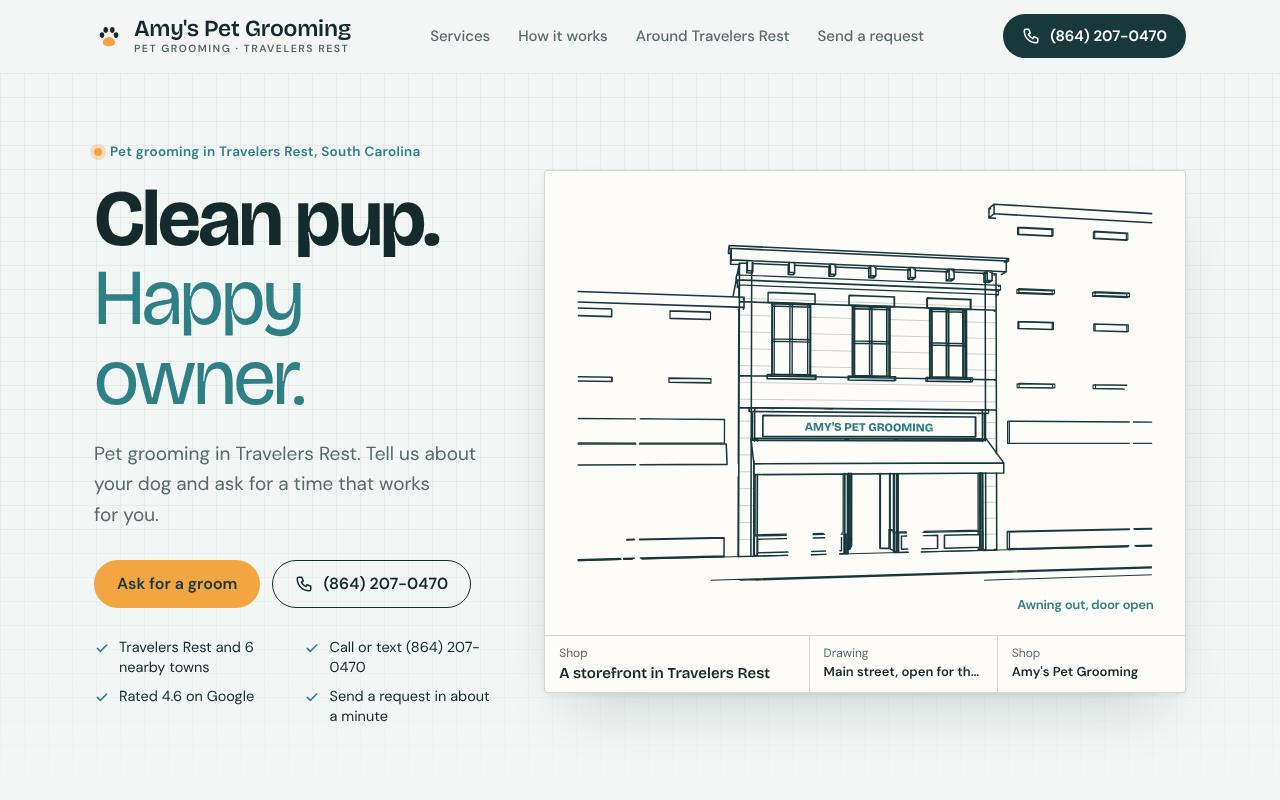 Amy's Pet Grooming
PET GROOMING · TRAVELERS REST
Services
How it works
Around Travelers Rest
Send a request
(864) 207-0470
Pet grooming in Travelers Rest, South Carolina
Clean pup.
Happy
owner.
Pet grooming in Travelers Rest. Tell us about
your dog and ask for a time that works
for you.
Ask for a groom
(864) 207-0470
Travelers Rest and 6
nearby towns
Call or text (864) 207-
0470
Rated 4.6 on Google
Send a request in about
a minute
AMY'S PET GROOMING
Awning out, door open
Shop
A storefront in Travelers Rest
Drawing
Main street, open for th...
Shop
Amy's Pet Grooming